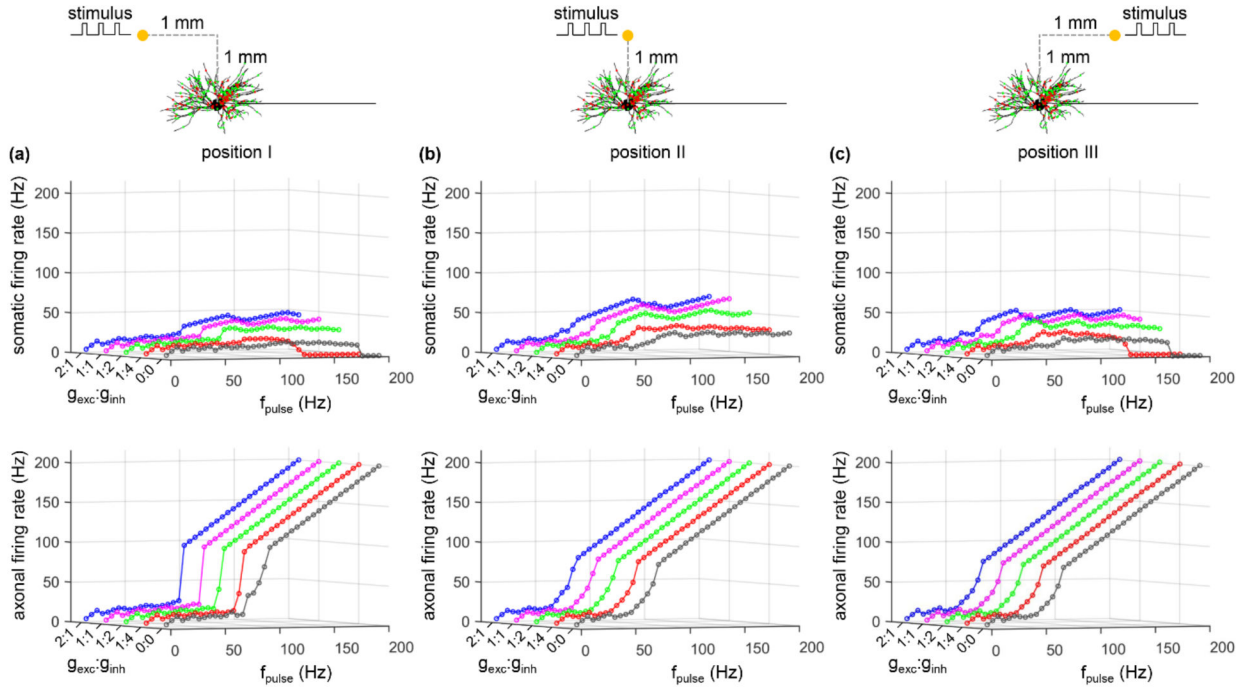 stimulus
1 mm
1 mm
position I
stimulus
1 mm
position II
stimulus
1 mm
1 mm
position III
(a)
somatic firing rate (Hz)
200
150
100
50
0
2:1
1:1
1:2
1:4
0:0
g_exc:g_inh
0
50
100
150
200
f_pulse (Hz)
axonal firing rate (Hz)
200
150
100
50
0
2:1
1:1
1:2
1:4
0:0
g_exc:g_inh
0
50
100
150
200
f_pulse (Hz)
(b)
somatic firing rate (Hz)
200
150
100
50
0
2:1
1:1
1:2
1:4
0:0
g_exc:g_inh
0
50
100
150
200
f_pulse (Hz)
axonal firing rate (Hz)
200
150
100
50
0
2:1
1:1
1:2
1:4
0:0
g_exc:g_inh
0
50
100
150
200
f_pulse (Hz)
(c)
somatic firing rate (Hz)
200
150
100
50
0
2:1
1:1
1:2
1:4
0:0
g_exc:g_inh
0
50
100
150
200
f_pulse (Hz)
axonal firing rate (Hz)
200
150
100
50
0
2:1
1:1
1:2
1:4
0:0
g_exc:g_inh
0
50
100
150
200
f_pulse (Hz)